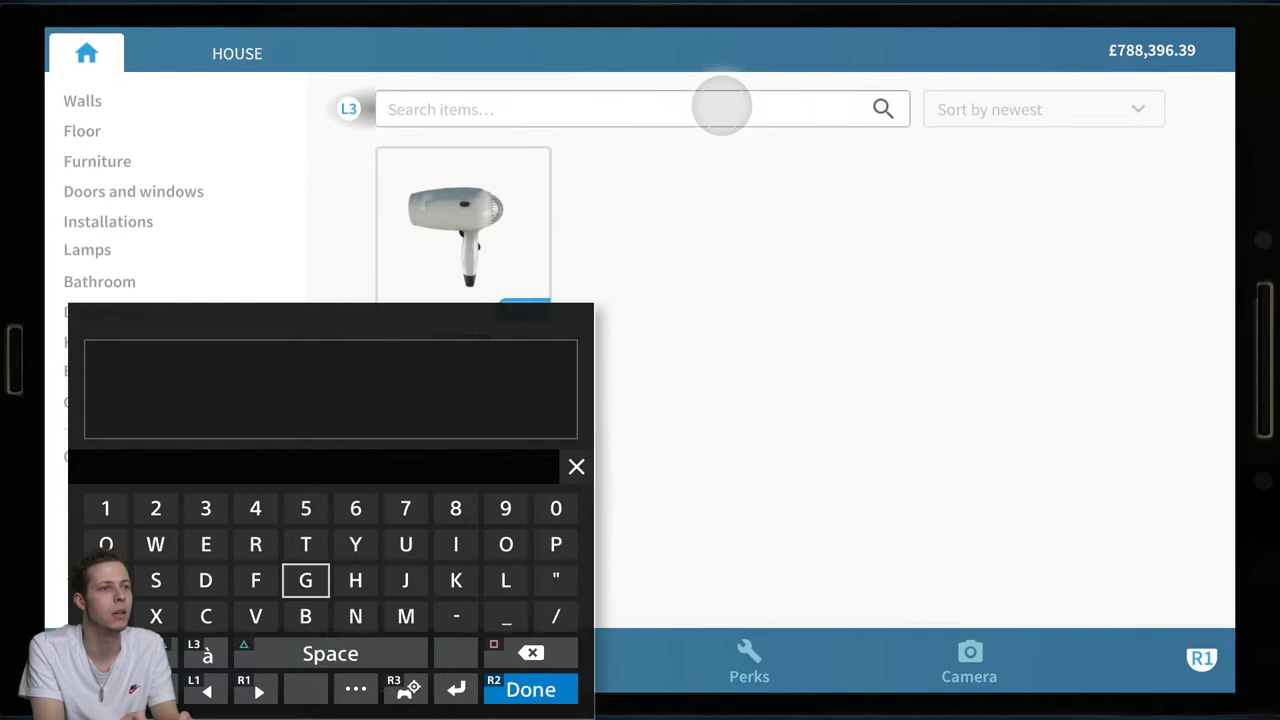 HOUSE
£788,396.39
Walls
Floor
Furniture
Doors and windows
Installations
Lamps
Bathroom
L3 Search items...
Sort by newest
1 2 3 4 5 6 7 8 9 0
Q W E R T Y U I O P
S D F G H J K L "
X C V B N M - _ /
L3 à Space
L1 R1 ... R3 R2 Done
Perks
Camera
R1